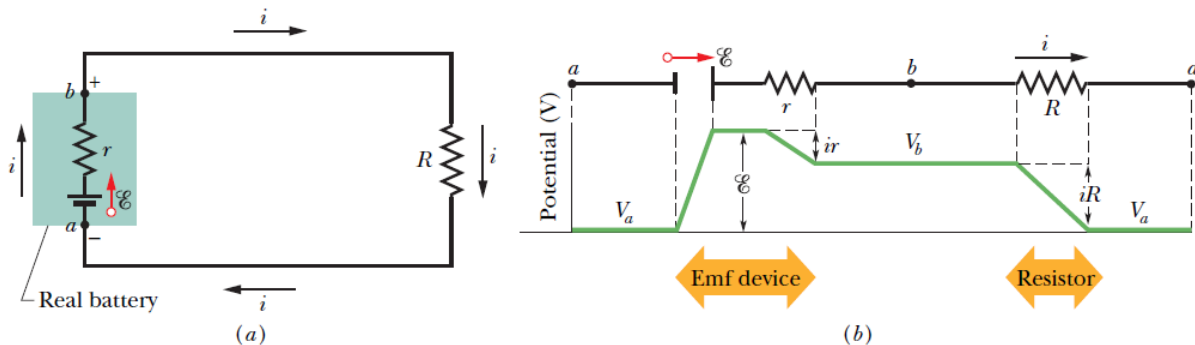 i
b
+
i
r
ℰ
a
−
R
i
Real battery
i
(a)
i
ℰ
a
b
a
r
R
Potential (V)
ir
V_b
ℰ
iR
V_a
V_a
Emf device
Resistor
(b)